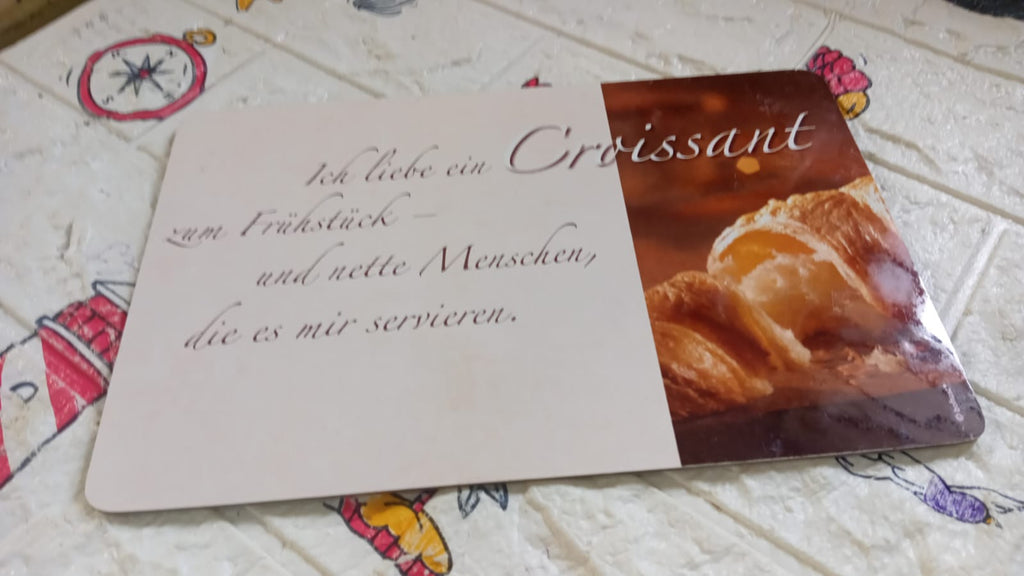 Ich liebe ein Croissant
zum Frühstück –
und nette Menschen,
die es mir servieren.